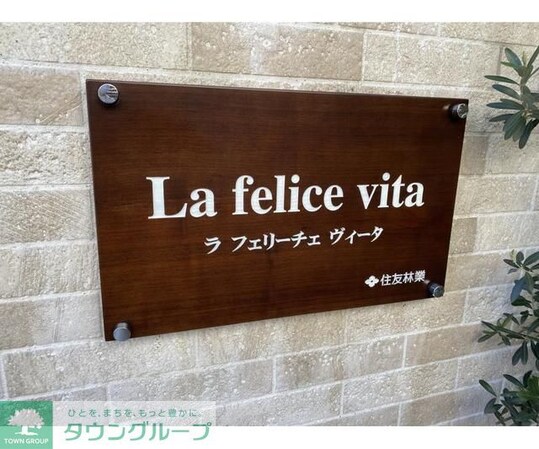 La felice vita
ラ フェリーチェ ヴィータ
住友林業
ひとを、まちを、もっと豊かに。
タウングループ
TOWN GROUP